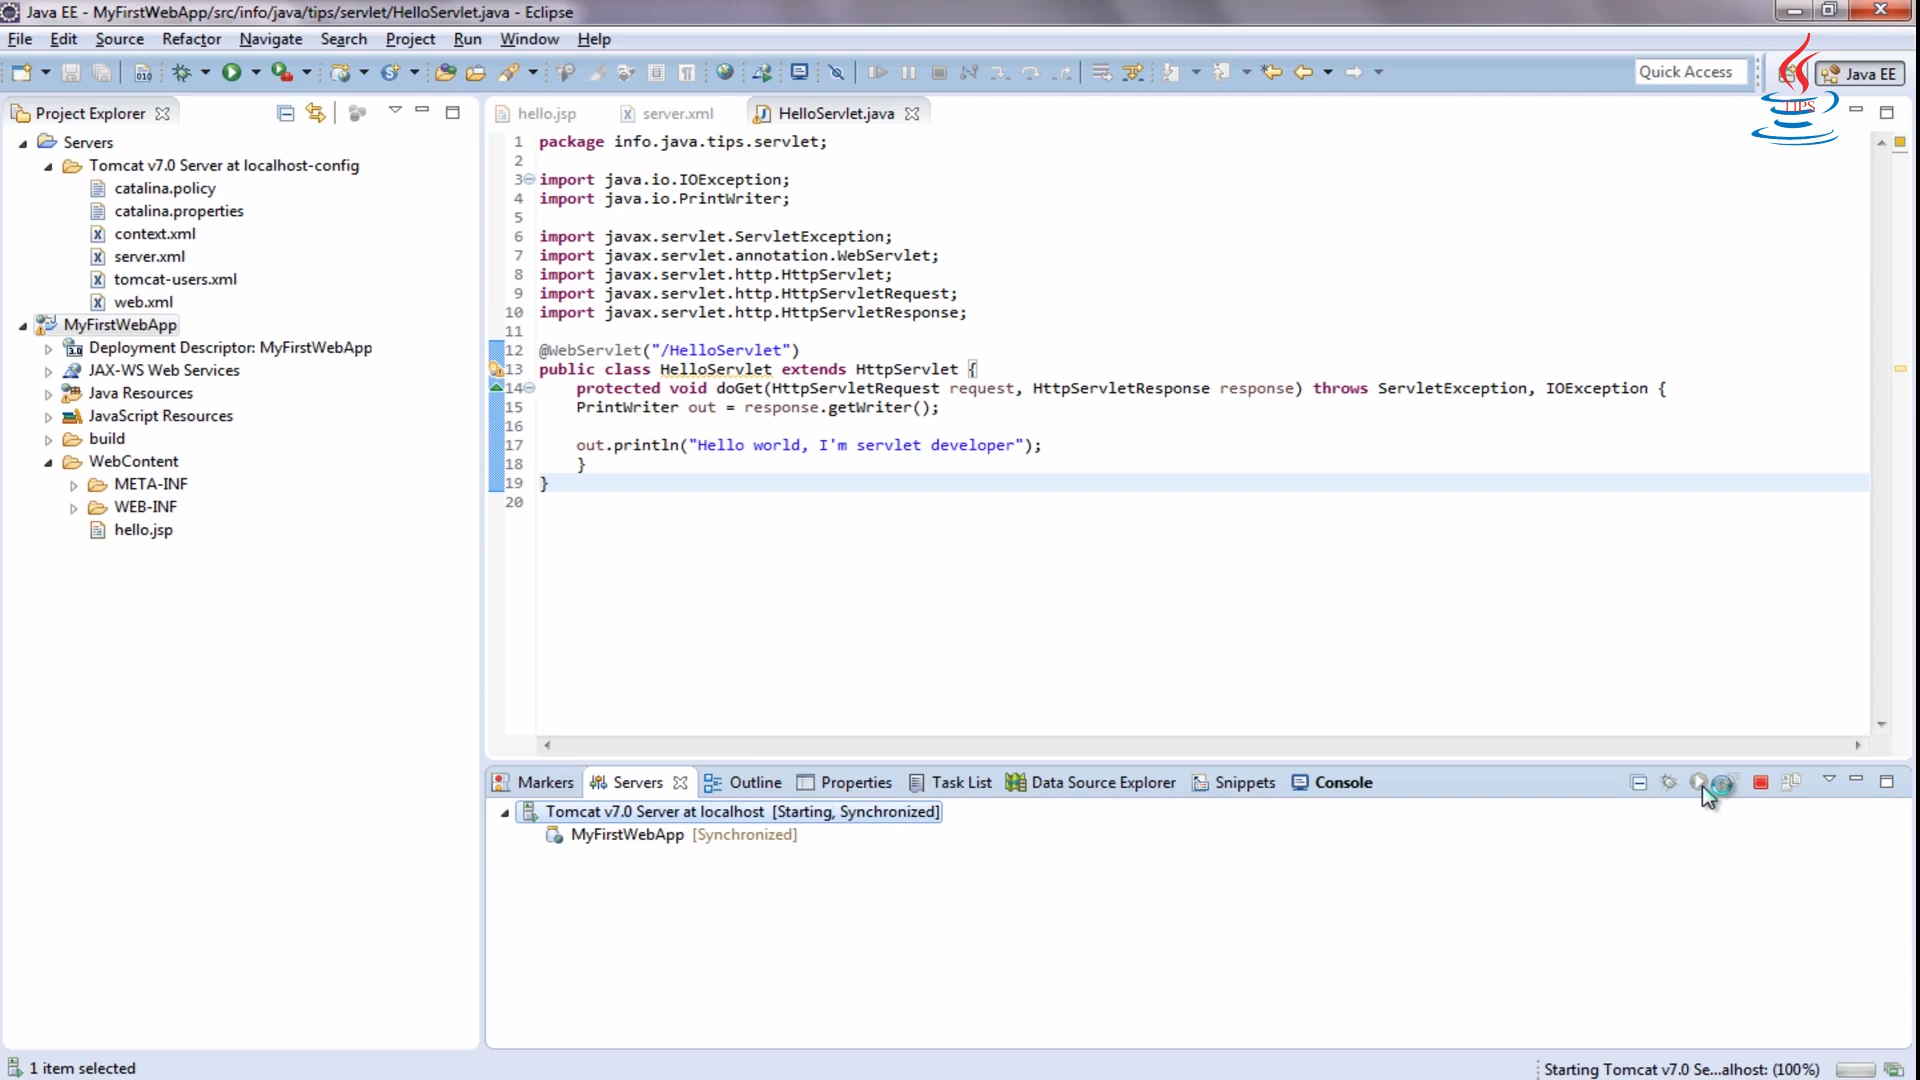 Java EE - MyFirstWebApp/src/info/java/tips/servlet/HelloServlet.java - Eclipse
File Edit Source Refactor Navigate Search Project Run Window Help
Quick Access
Java EE
TIPS
Project Explorer
Servers
Tomcat v7.0 Server at localhost-config
catalina.policy
catalina.properties
context.xml
server.xml
tomcat-users.xml
web.xml
MyFirstWebApp
Deployment Descriptor: MyFirstWebApp
JAX-WS Web Services
Java Resources
JavaScript Resources
build
WebContent
META-INF
WEB-INF
hello.jsp
hello.jsp server.xml HelloServlet.java
1 package info.java.tips.servlet;
2
3 import java.io.IOException;
4 import java.io.PrintWriter;
5
6 import javax.servlet.ServletException;
7 import javax.servlet.annotation.WebServlet;
8 import javax.servlet.http.HttpServlet;
9 import javax.servlet.http.HttpServletRequest;
10 import javax.servlet.http.HttpServletResponse;
11
12 @WebServlet("/HelloServlet")
13 public class HelloServlet extends HttpServlet {
14 protected void doGet(HttpServletRequest request, HttpServletResponse response) throws ServletException, IOException {
15 PrintWriter out = response.getWriter();
16
17 out.println("Hello world, I'm servlet developer");
18 }
19 }
20
Markers Servers Outline Properties Task List Data Source Explorer Snippets Console
Tomcat v7.0 Server at localhost [Starting, Synchronized]
MyFirstWebApp [Synchronized]
1 item selected
Starting Tomcat v7.0 Se...alhost: (100%)